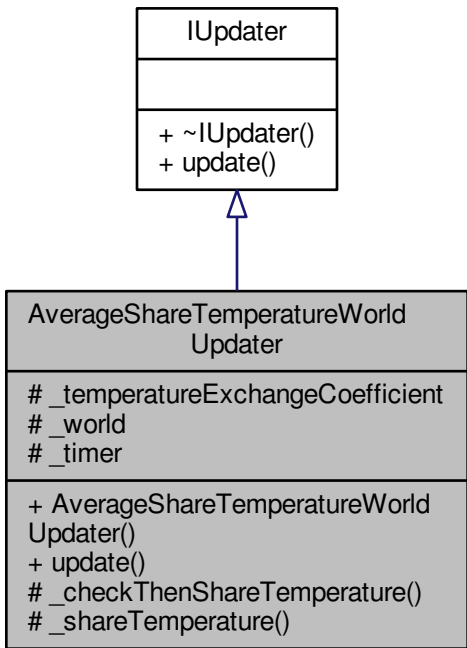 IUpdater
+ ~IUpdater()
+ update()
AverageShareTemperatureWorld
Updater
# _temperatureExchangeCoefficient
# _world
# _timer
+ AverageShareTemperatureWorld
Updater()
+ update()
# _checkThenShareTemperature()
# _shareTemperature()